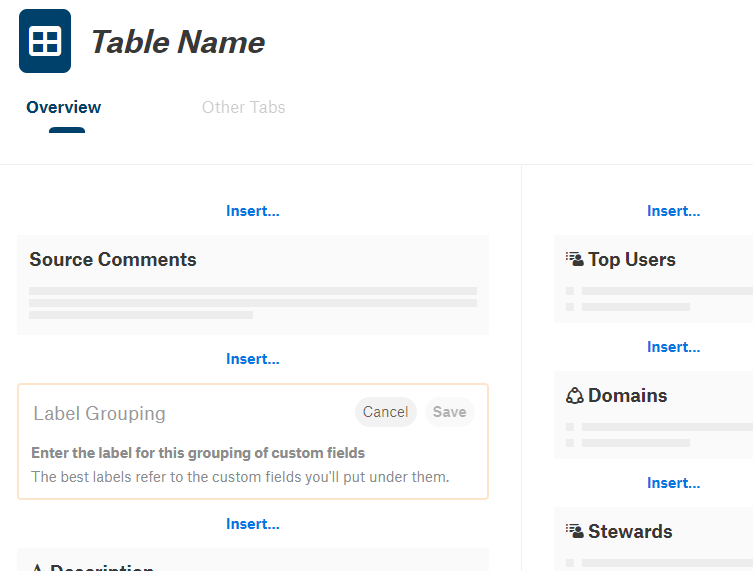 Table Name
Overview
Other Tabs
Insert...
Source Comments
Insert...
Label Grouping
Cancel
Save
Enter the label for this grouping of custom fields
The best labels refer to the custom fields you'll put under them.
Insert...
Description
Insert...
Top Users
Insert...
Domains
Insert...
Stewards